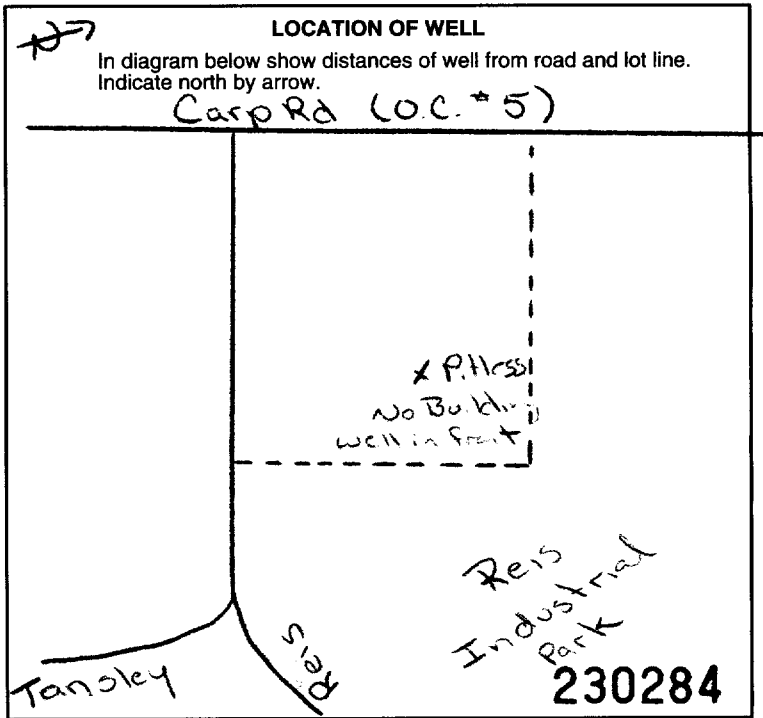 N
LOCATION OF WELL
In diagram below show distances of well from road and lot line.
Indicate north by arrow.
Carp Rd (O.C. # 5)
x Pitless
No Building
well in front
Reis
Industrial
Park
Reis
Tansley
230284